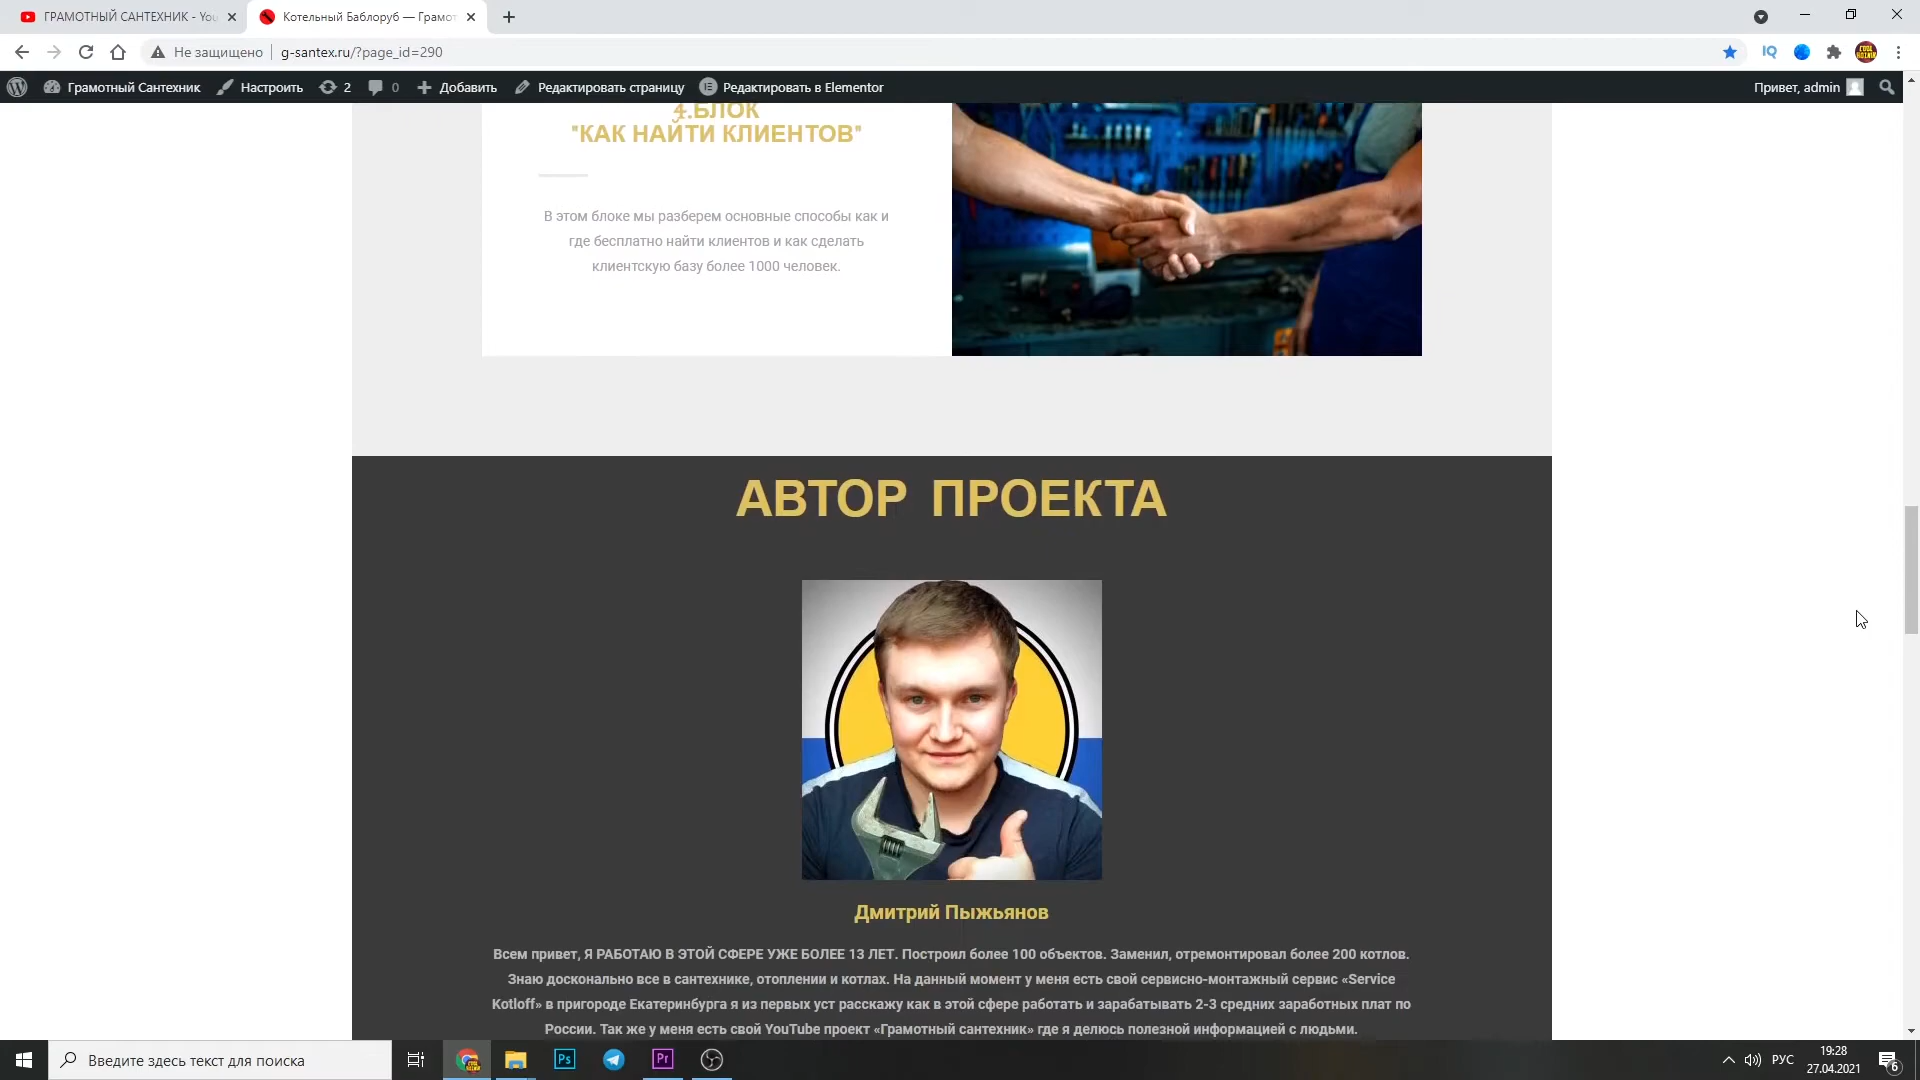 ГРАМОТНЫЙ САНТЕХНИК - You
Котельный Баблоруб — Грамот
Не защищено
g-santex.ru/?page_id=290
IQ
Грамотный Сантехник
Настроить
2
0
Добавить
Редактировать страницу
Редактировать в Elementor
Привет, admin
4.БЛОК
"КАК НАЙТИ КЛИЕНТОВ"
В этом блоке мы разберем основные способы как и
где бесплатно найти клиентов и как сделать
клиентскую базу более 1000 человек.
АВТОР ПРОЕКТА
Дмитрий Пыжьянов
Всем привет, Я РАБОТАЮ В ЭТОЙ СФЕРЕ УЖЕ БОЛЕЕ 13 ЛЕТ. Построил более 100 объектов. Заменил, отремонтировал более 200 котлов.
Знаю досконально все в сантехнике, отоплении и котлах. На данный момент у меня есть свой сервисно-монтажный сервис «Service
Kotloff» в пригороде Екатеринбурга я из первых уст расскажу как в этой сфере работать и зарабатывать 2-3 средних заработных плат по
России. Так же у меня есть свой YouTube проект «Грамотный сантехник» где я делюсь полезной информацией с людьми.
Введите здесь текст для поиска
Ps
Pr
РУС
19:28
27.04.2021
6